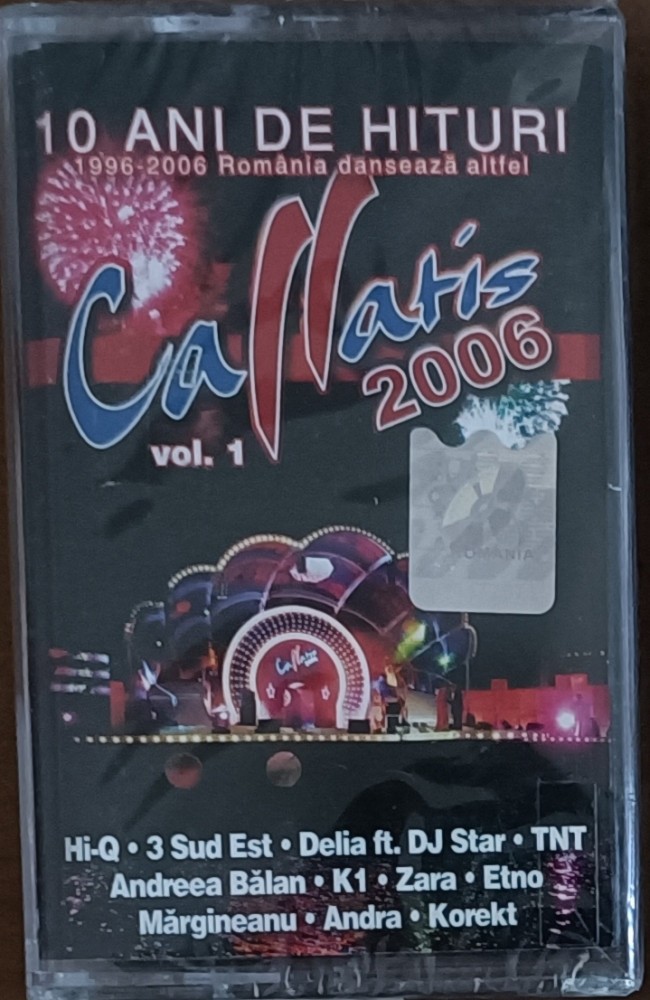 10 ANI DE HITURI
1996-2006 România dansează altfel
Callatis
2006
vol. 1
ROMANIA
Callatis
Hi-Q • 3 Sud Est • Delia ft. DJ Star • TNT
Andreea Bălan • K1 • Zara • Etno
Mărgineanu • Andra • Korekt